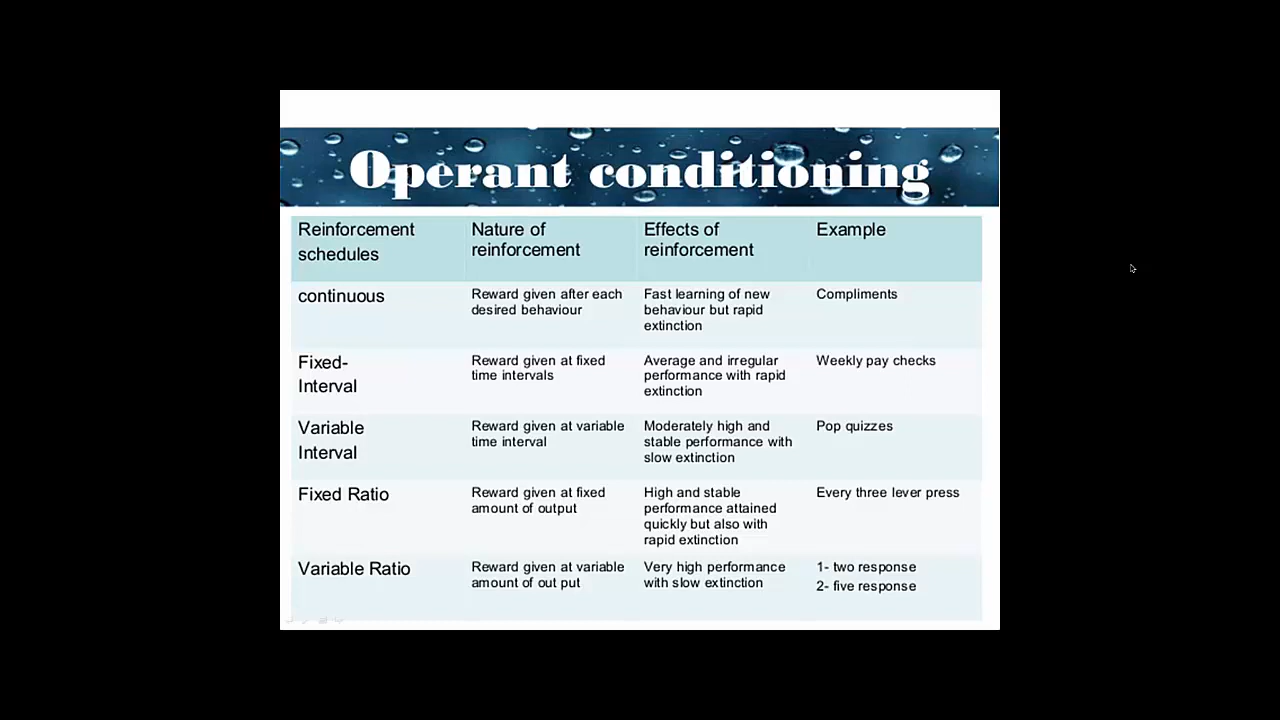 Operant conditioning
Reinforcement
schedules
Nature of
reinforcement
Effects of
reinforcement
Example
continuous
Reward given after each
desired behaviour
Fast learning of new
behaviour but rapid
extinction
Compliments
Fixed-
Interval
Reward given at fixed
time intervals
Average and irregular
performance with rapid
extinction
Weekly pay checks
Variable
Interval
Reward given at variable
time interval
Moderately high and
stable performance with
slow extinction
Pop quizzes
Fixed Ratio
Reward given at fixed
amount of output
High and stable
performance attained
quickly but also with
rapid extinction
Every three lever press
Variable Ratio
Reward given at variable
amount of out put
Very high performance
with slow extinction
1- two response
2- five response